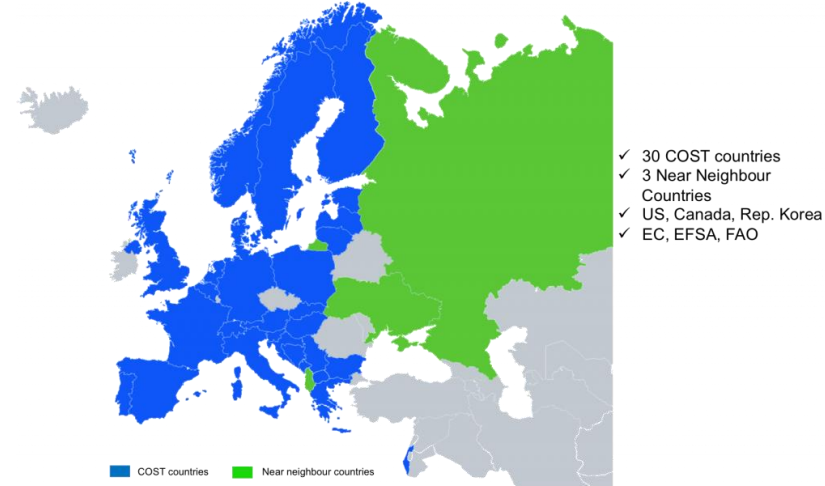 ✓ 30 COST countries
✓ 3 Near Neighbour
Countries
✓ US, Canada, Rep. Korea
✓ EC, EFSA, FAO
COST countries
Near neighbour countries